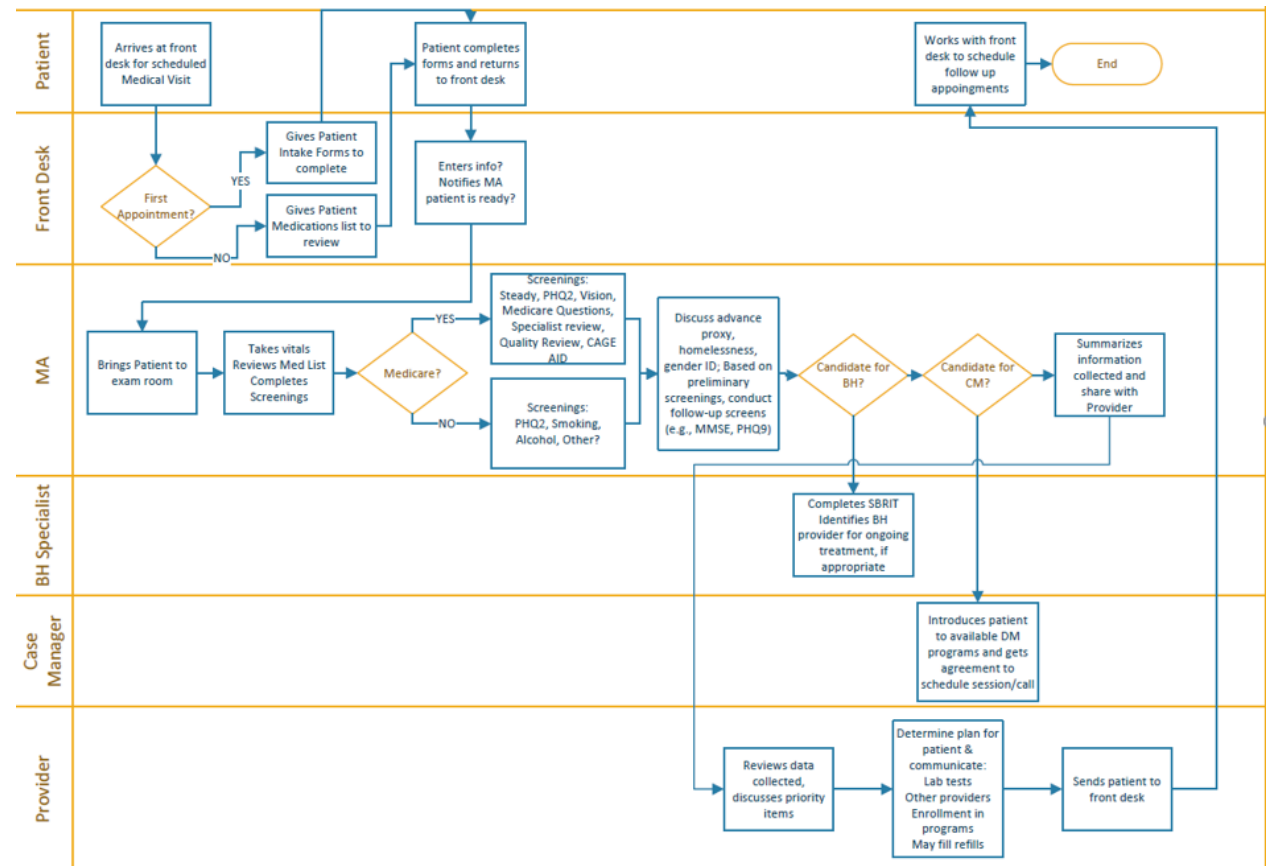 Patient
Arrives at front
desk for scheduled
Medical Visit
Patient completes
forms and returns
to front desk
Works with front
desk to schedule
follow up
appoingments
End
Front Desk
First
Appointment?
YES
NO
Gives Patient
Intake Forms to
complete
Gives Patient
Medications list to
review
Enters info?
Notifies MA
patient is ready?
MA
Brings Patient to
exam room
Takes vitals
Reviews Med List
Completes
Screenings
Medicare?
YES
NO
Screenings:
Steady, PHQ2, Vision,
Medicare Questions,
Specialist review,
Quality Review, CAGE
AID
Screenings:
PHQ2, Smoking,
Alcohol, Other?
Discuss advance
proxy,
homelessness,
gender ID; Based on
preliminary
screenings, conduct
follow-up screens
(e.g., MMSE, PHQ9)
Candidate for
BH?
Candidate for
CM?
Summarizes
information
collected and
share with
Provider
BH Specialist
Completes SBRIT
Identifies BH
provider for ongoing
treatment, if
appropriate
Case
Manager
Introduces patient
to available DM
programs and gets
agreement to
schedule session/call
Provider
Reviews data
collected,
discusses priority
items
Determine plan for
patient &
communicate:
Lab tests
Other providers
Enrollment in
programs
May fill refills
Sends patient to
front desk